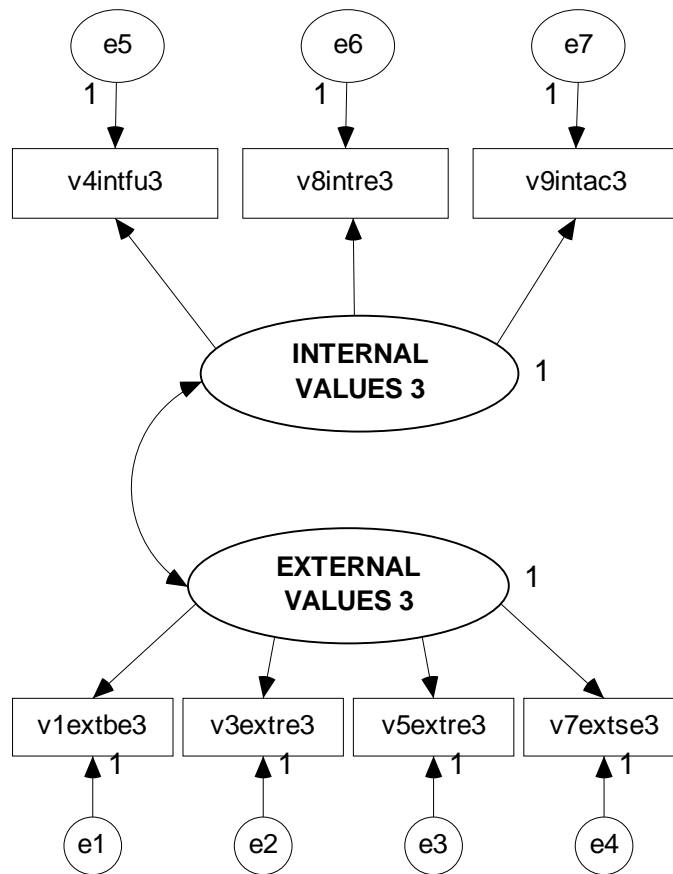 e5 e6 e7
1 1 1
v4intfu3 v8intre3 v9intac3
INTERNAL
VALUES 3
1
EXTERNAL
VALUES 3
1
v1extbe3 v3extre3 v5extre3 v7extse3
1 1 1 1
e1 e2 e3 e4